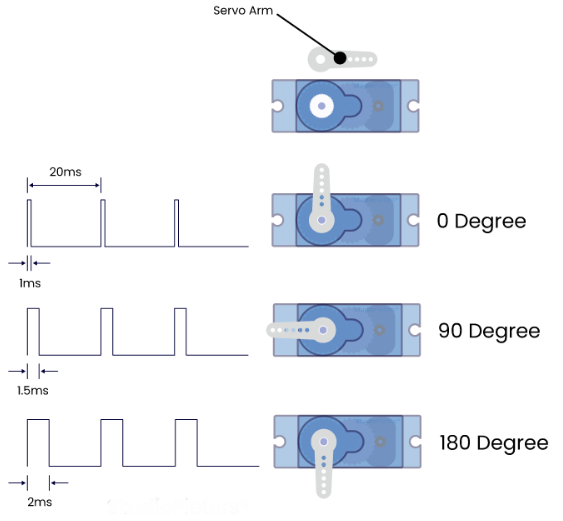 Servo Arm
20ms
0 Degree
1ms
90 Degree
1.5ms
180 Degree
2ms